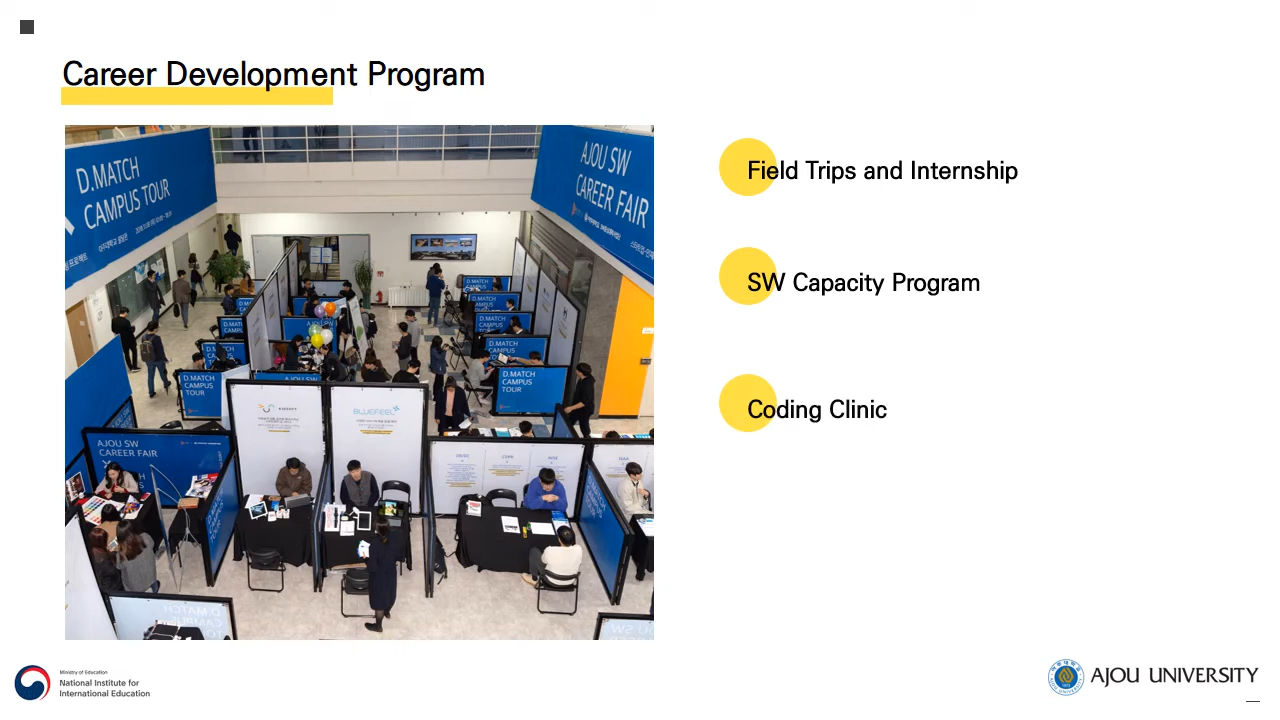 Career Development Program
D.MATCH
CAMPUS TOUR
AJOU SW
CAREER FAIR
Field Trips and Internship
SW Capacity Program
Coding Clinic
D.MATCH
CAMPUS
TOUR
D.MATCH
CAMPUS
TOUR
BLUEFEEL
AJOU SW
CAREER FAIR
Ministry of Education
National Institute for
International Education
AJOU UNIVERSITY